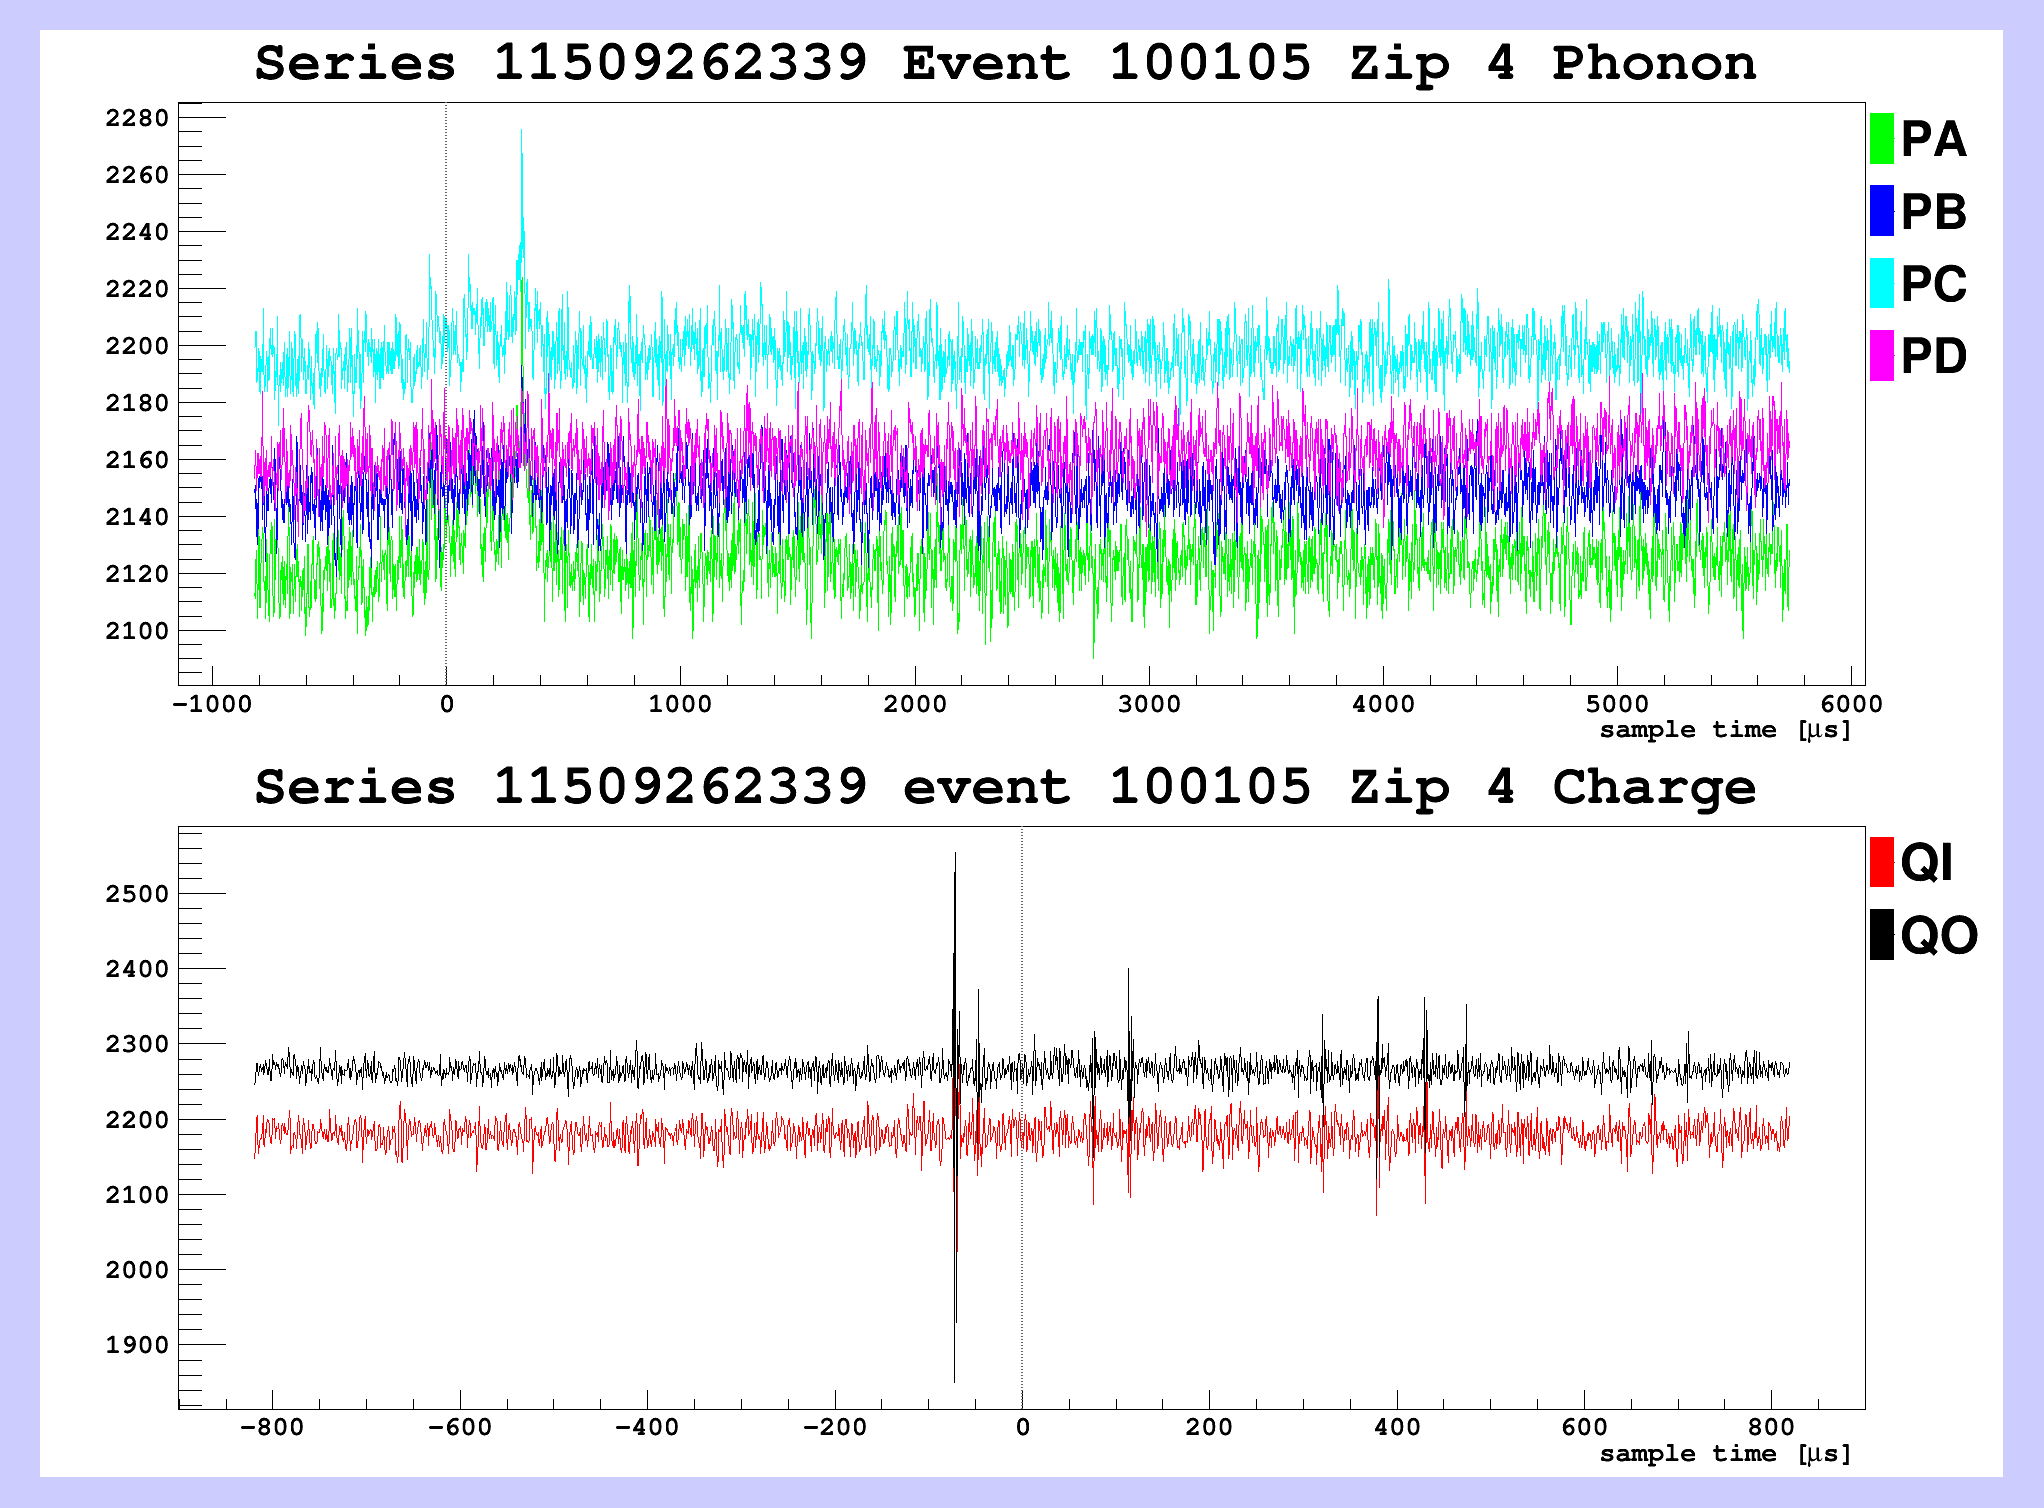 Series 11509262339 Event 100105 Zip 4 Phonon
2280
2260
2240
2220
2200
2180
2160
2140
2120
2100
−1000 0 1000 2000 3000 4000 5000 6000
sample time [μs]
PA
PB
PC
PD
Series 11509262339 event 100105 Zip 4 Charge
2500
2400
2300
2200
2100
2000
1900
−800 −600 −400 −200 0 200 400 600 800
sample time [μs]
QI
QO